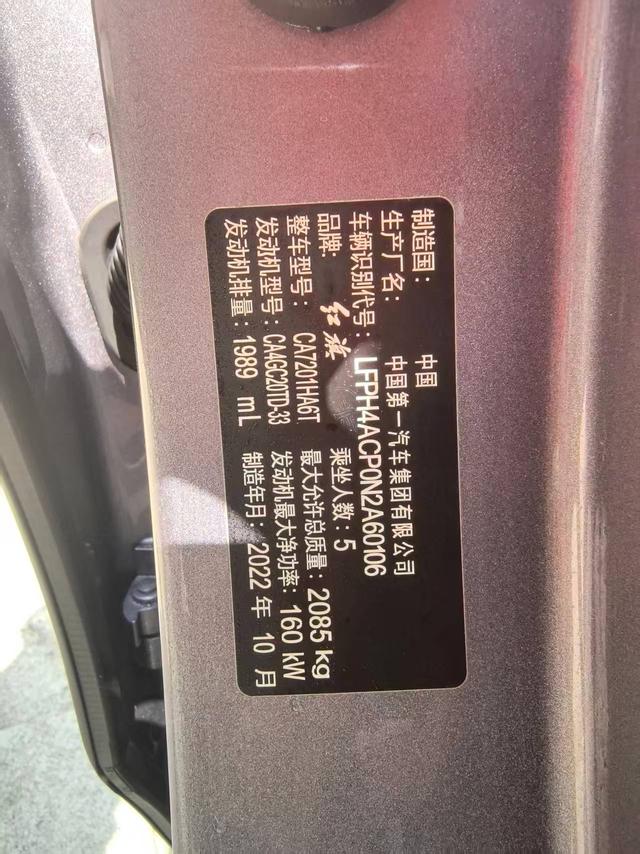 制造国: 中国
生产厂名: 中国第一汽车集团有限公司
车辆识别代号: LFPH4ACP0N2A60106
品牌: 红旗 乘坐人数: 5
整车型号: CA7201HA6T 最大允许总质量: 2085 kg
发动机型号: CA4GC20TD-33 发动机最大净功率: 160 kW
发动机排量: 1989 mL 制造年月: 2022 年 10 月